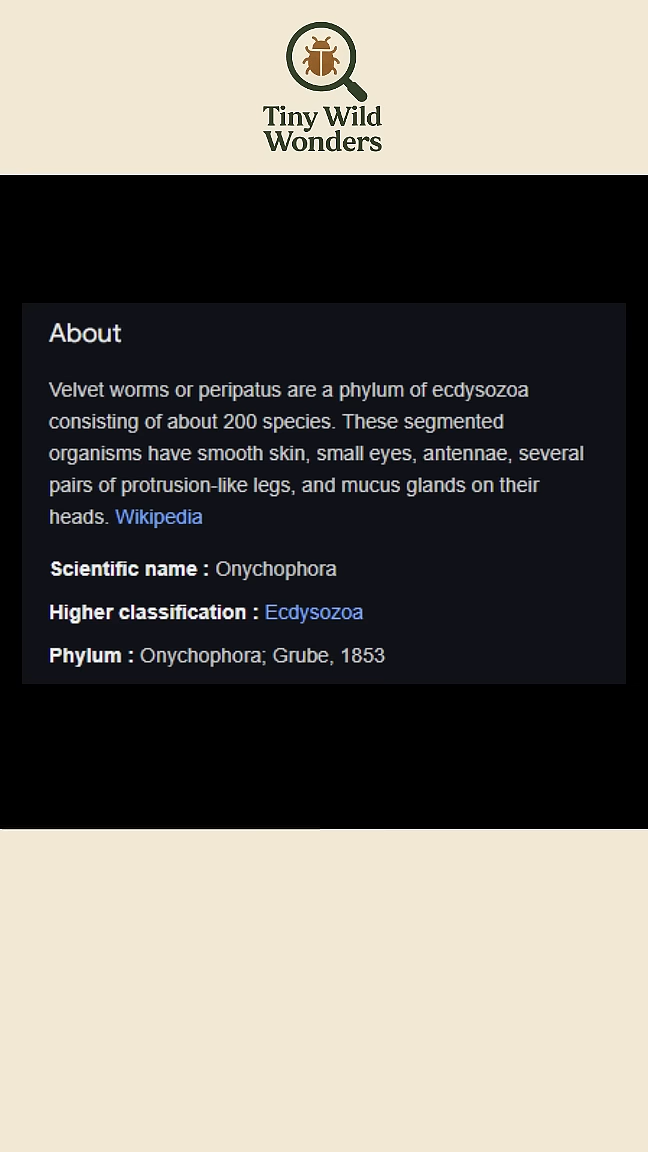 Tiny Wild
Wonders
About
Velvet worms or peripatus are a phylum of ecdysozoa
consisting of about 200 species. These segmented
organisms have smooth skin, small eyes, antennae, several
pairs of protrusion-like legs, and mucus glands on their
heads. Wikipedia
Scientific name : Onychophora
Higher classification : Ecdysozoa
Phylum : Onychophora; Grube, 1853